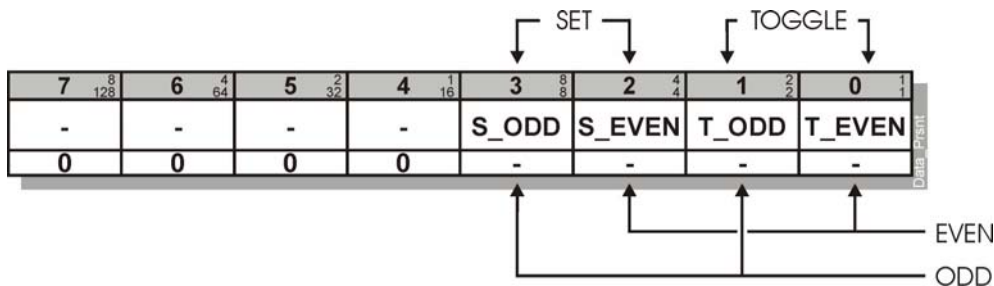 SET TOGGLE
7 8 128 6 4 64 5 2 32 4 1 16 3 8 8 2 4 4 1 2 2 0 1 1
- - - - S_ODD S_EVEN T_ODD T_EVEN
0 0 0 0 - - - -
Data_Prsnt
EVEN
ODD